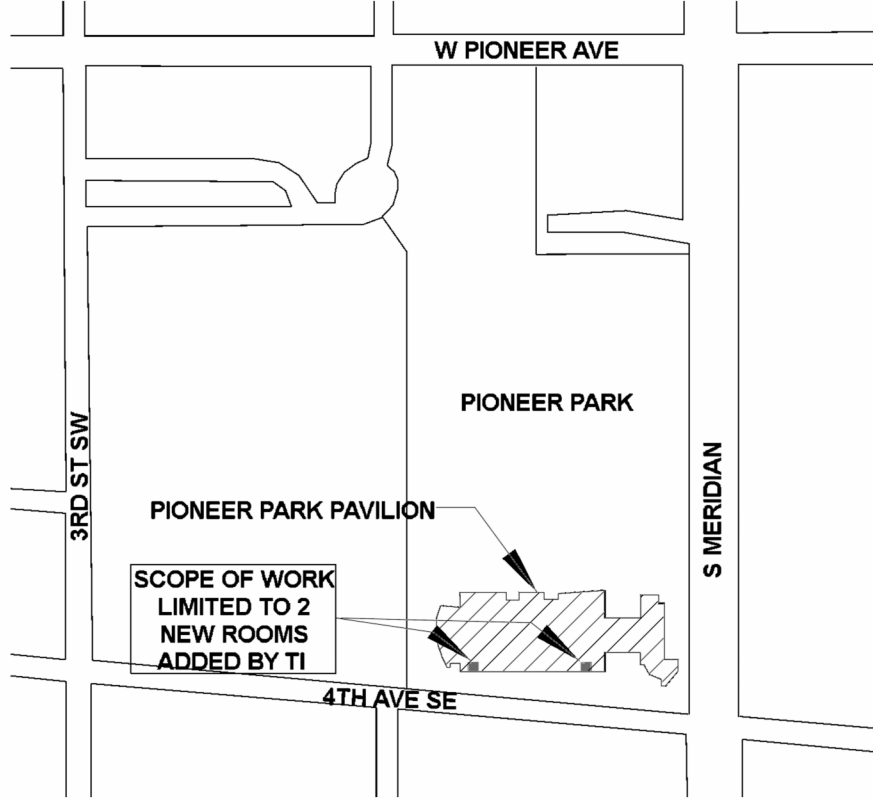 W PIONEER AVE
PIONEER PARK
3RD ST SW
S MERIDIAN
PIONEER PARK PAVILION
SCOPE OF WORK
LIMITED TO 2
NEW ROOMS
ADDED BY TI
4TH AVE SE